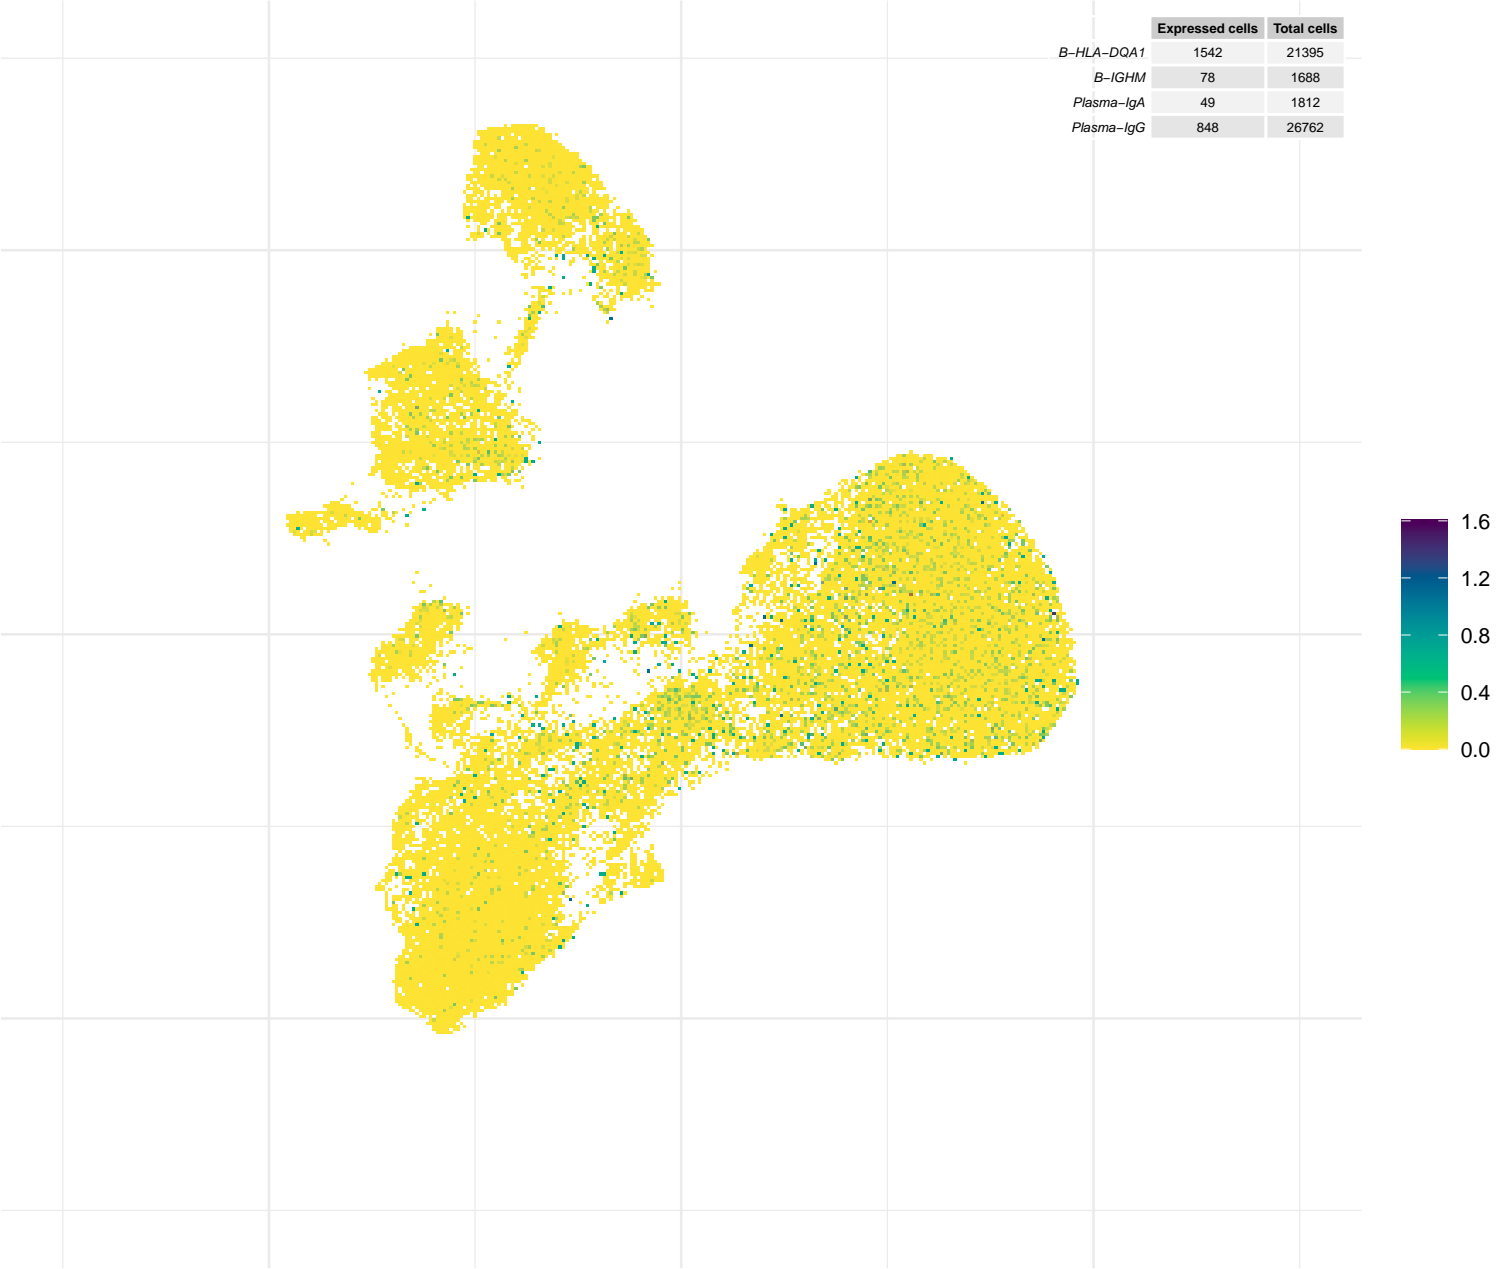 Expressed cells Total cells
B−HLA−DQA1 1542 21395
B−IGHM 78 1688
Plasma−IgA 49 1812
Plasma−IgG 848 26762
1.6
1.2
0.8
0.4
0.0